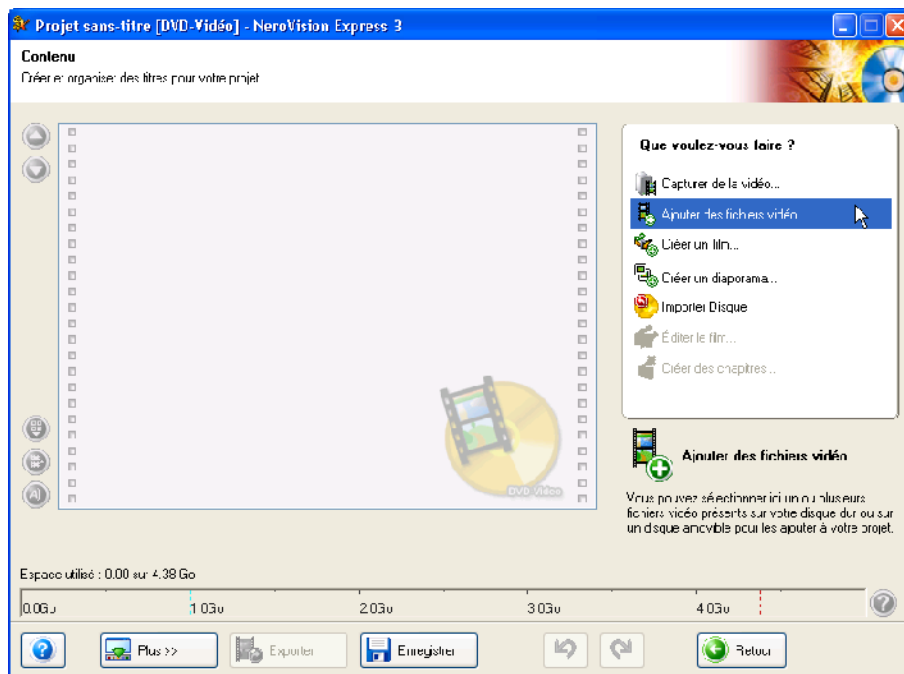 Projet sans-titre [DVD-Vidéo] - NeroVision Express 3
Contenu
Créer et organiser des titres pour votre projet
Que voulez-vous faire ?
Capturer de la vidéo...
Ajouter des fichiers vidéo
Créer un film...
Créer un diaporama...
Importer Disque
Éditer le film...
Créer des chapitres...
DVD Video
Ajouter des fichiers vidéo
Vous pouvez sélectionner ici un ou plusieurs
fichiers vidéo présents sur votre disque dur ou sur
un disque amovible pour les ajouter à votre projet.
Espace utilisé : 0.00 sur 4.38 Go
0.0Go 1.0Go 2.0Go 3.0Go 4.0Go
Plus >> Exporter Enregistrer Retour